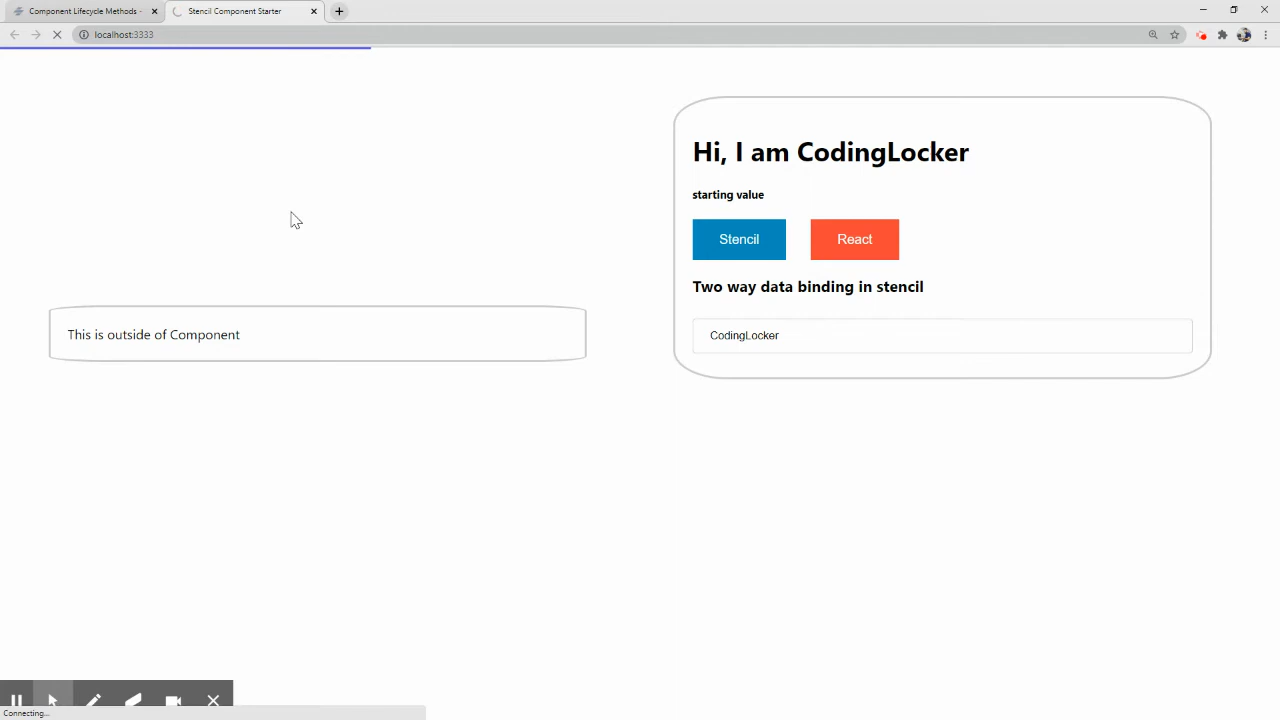 Component Lifecycle Methods -
Stencil Component Starter
localhost:3333
Hi, I am CodingLocker
starting value
Stencil
React
Two way data binding in stencil
CodingLocker
This is outside of Component
Connecting...